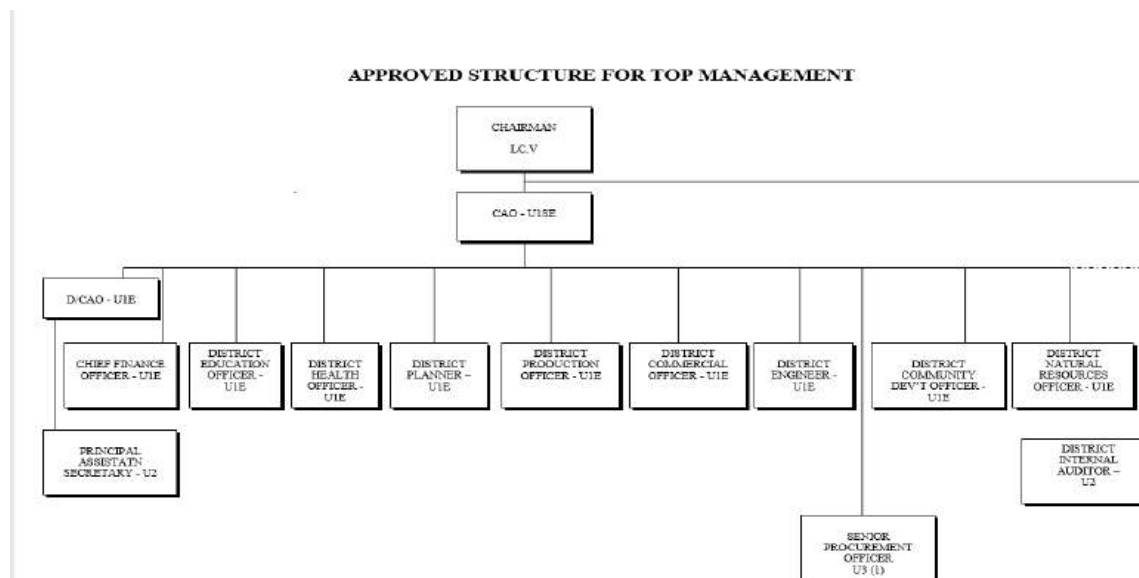 APPROVED STRUCTURE FOR TOP MANAGEMENT
CHAIRMAN
LC.V
CAO - U1SE
D/CAO - U1E
CHIEF FINANCE
OFFICER - U1E
DISTRICT
EDUCATION
OFFICER -
U1E
DISTRICT
HEALTH
OFFICER -
U1E
DISTRICT
PLANNER –
U1E
DISTRICT
PRODUCTION
OFFICER - U1E
DISTRICT
COMMERCIAL
OFFICER - U1E
DISTRICT
ENGINEER -
U1E
DISTRICT
COMMUNITY
DEV'T OFFICER -
U1E
DISTRICT
NATURAL
RESOURCES
OFFICER - U1E
PRINCIPAL
ASSISTATN
SECRETARY - U2
DISTRICT
INTERNAL
AUDITOR –
U2
SENIOR
PROCUREMENT
OFFICER
U3 (1)